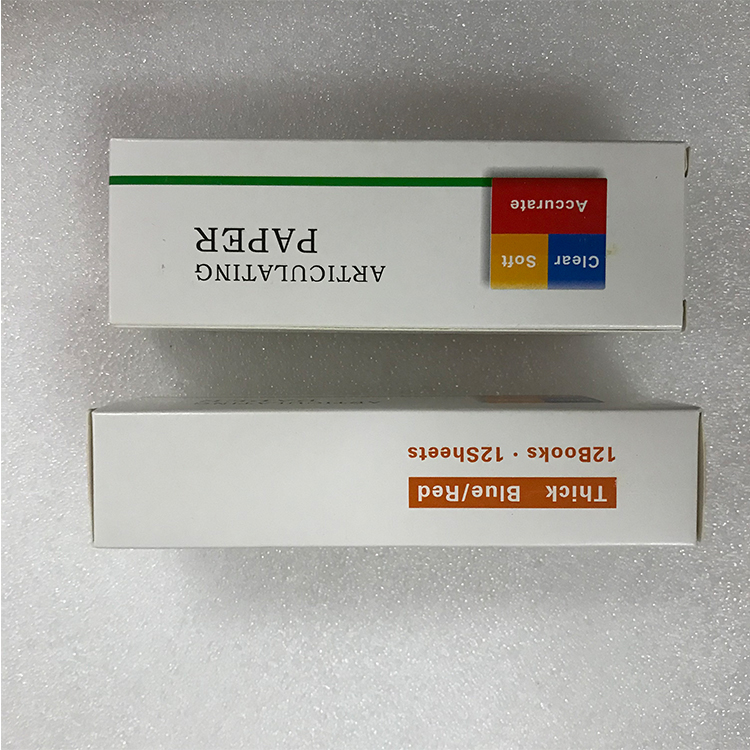 Thick Blue/Red
12Books · 12Sheets
Clear Soft
Accurate
ARTICULATING
PAPER